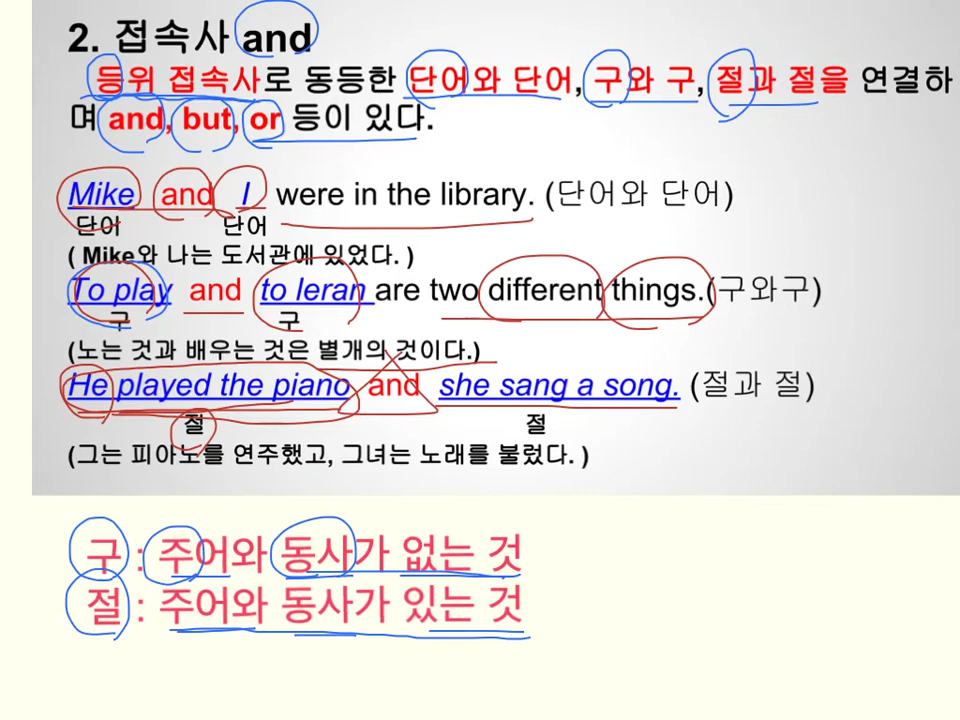 2. 접속사 and
등위 접속사로 동등한 단어와 단어, 구와 구, 절과 절을 연결하
며 and, but, or 등이 있다.
Mike and I were in the library. (단어와 단어)
단어 단어
( Mike와 나는 도서관에 있었다. )
To play and to leran are two different things.(구와구)
구 구
(노는 것과 배우는 것은 별개의 것이다.)
He played the piano and she sang a song. (절과 절)
절 절
(그는 피아노를 연주했고, 그녀는 노래를 불렀다. )
구 : 주어와 동사가 없는 것
절 : 주어와 동사가 있는 것